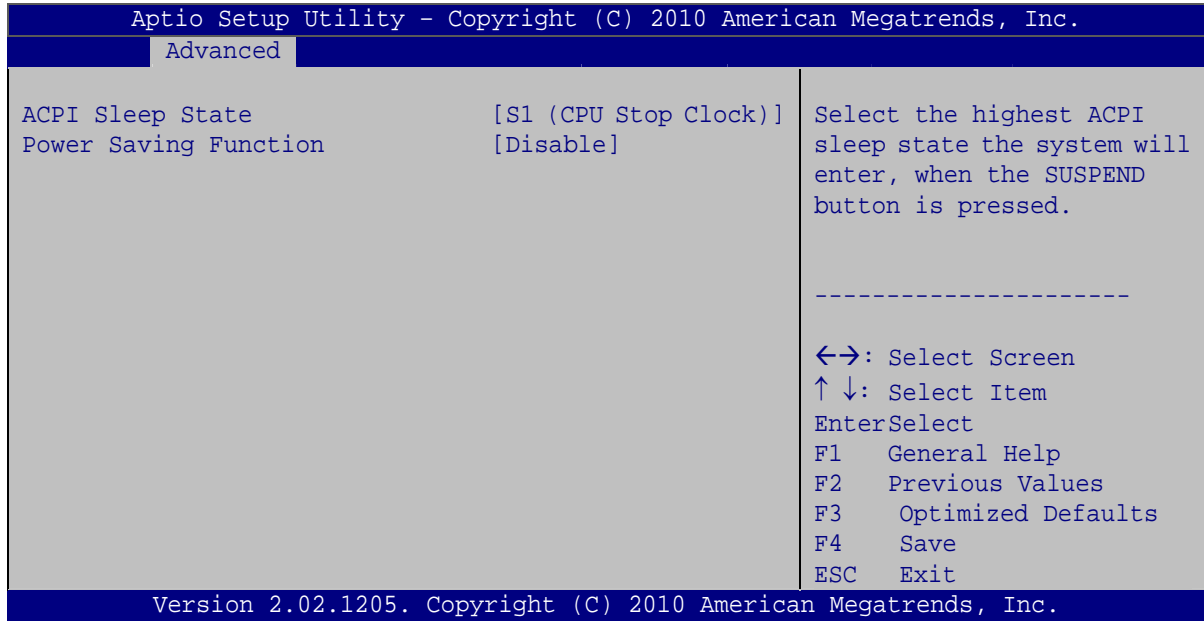 Aptio Setup Utility – Copyright (C) 2010 American Megatrends, Inc.
Advanced
ACPI Sleep State [S1 (CPU Stop Clock)]
Power Saving Function [Disable]
Select the highest ACPI
sleep state the system will
enter, when the SUSPEND
button is pressed.
----------------------
←→: Select Screen
↑ ↓: Select Item
EnterSelect
F1 General Help
F2 Previous Values
F3 Optimized Defaults
F4 Save
ESC Exit
Version 2.02.1205. Copyright (C) 2010 American Megatrends, Inc.